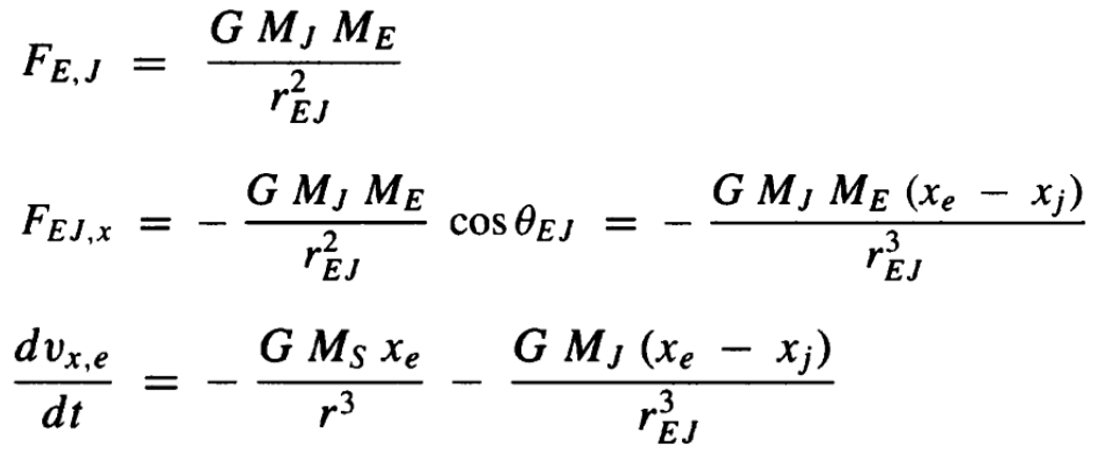 $F_{E,J} = \frac{G \, M_J \, M_E}{r_{EJ}^2}$
$F_{EJ,x} = - \frac{G \, M_J \, M_E}{r_{EJ}^2} \cos \theta_{EJ} = - \frac{G \, M_J \, M_E \, (x_e - x_j)}{r_{EJ}^3}$
$\frac{d v_{x,e}}{dt} = - \frac{G \, M_S \, x_e}{r^3} - \frac{G \, M_J \, (x_e - x_j)}{r_{EJ}^3}$